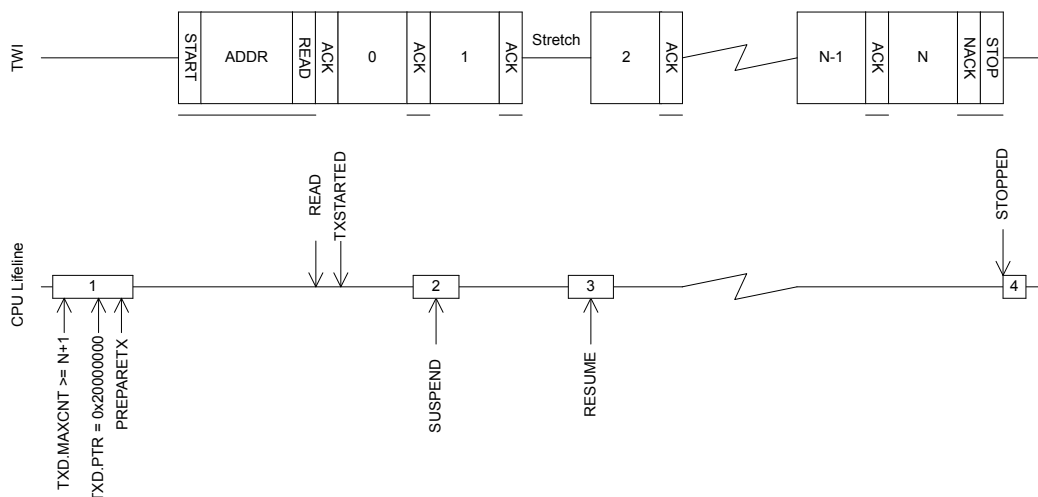 TWI
START
ADDR
READ
ACK
0
ACK
1
ACK
Stretch
2
ACK
N-1
ACK
N
NACK
STOP
CPU Lifeline
READ
TXSTARTED
STOPPED
1
2
3
4
TXD.MAXCNT >= N+1
TXD.PTR = 0x20000000
PREPARETX
SUSPEND
RESUME